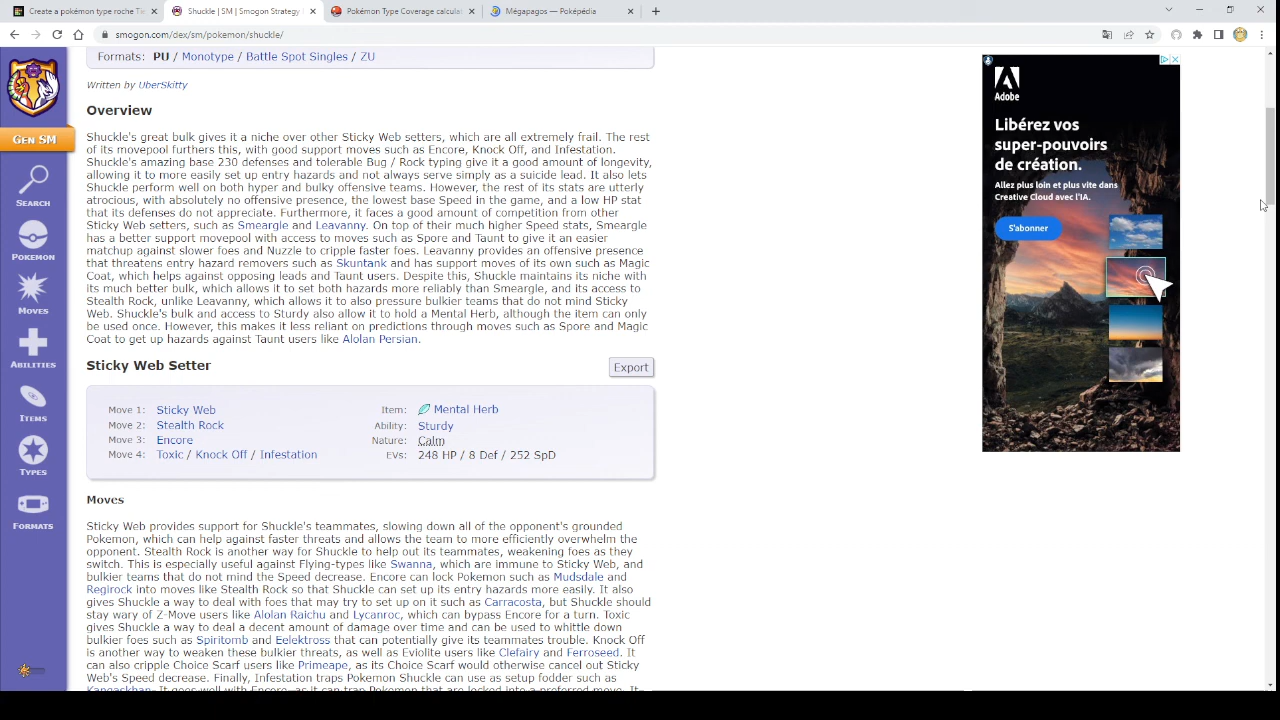 Create a pokémon type roche Tie
Shuckle | SM | Smogon Strategy
Pokémon Type Coverage calcula
Mégapagos — Poképédia
smogon.com/dex/sm/pokemon/shuckle/
Formats: PU / Monotype / Battle Spot Singles / ZU
Written by UberSkitty
Overview
Shuckle's great bulk gives it a niche over other Sticky Web setters, which are all extremely frail. The rest
of its movepool furthers this, with good support moves such as Encore, Knock Off, and Infestation.
Shuckle's amazing base 230 defenses and tolerable Bug / Rock typing give it a good amount of longevity,
allowing it to more easily set up entry hazards and not always serve simply as a suicide lead. It also lets
Shuckle perform well on both hyper and bulky offensive teams. However, the rest of its stats are utterly
atrocious, with absolutely no offensive presence, the lowest base Speed in the game, and a low HP stat
that its defenses do not appreciate. Furthermore, it faces a good amount of competition from other
Sticky Web setters, such as Smeargle and Leavanny. On top of their much higher Speed stats, Smeargle
has a better support movepool with access to moves such as Spore and Taunt to give it an easier
matchup against slower foes and Nuzzle to cripple faster foes. Leavanny provides an offensive presence
that threatens entry hazard removers such as Skuntank and has support moves of its own such as Magic
Coat, which helps against opposing leads and Taunt users. Despite this, Shuckle maintains its niche with
its much better bulk, which allows it to set both hazards more reliably than Smeargle, and its access to
Stealth Rock, unlike Leavanny, which allows it to also pressure bulkier teams that do not mind Sticky
Web. Shuckle's bulk and access to Sturdy also allow it to hold a Mental Herb, although the item can only
be used once. However, this makes it less reliant on predictions through moves such as Spore and Magic
Coat to get up hazards against Taunt users like Alolan Persian.
Sticky Web Setter
Export
Move 1: Sticky Web
Move 2: Stealth Rock
Move 3: Encore
Move 4: Toxic / Knock Off / Infestation
Item: Mental Herb
Ability: Sturdy
Nature: Calm
EVs: 248 HP / 8 Def / 252 SpD
Moves
Sticky Web provides support for Shuckle's teammates, slowing down all of the opponent's grounded
Pokemon, which can help against faster threats and allows the team to more efficiently overwhelm the
opponent. Stealth Rock is another way for Shuckle to help out its teammates, weakening foes as they
switch. This is especially useful against Flying-types like Swanna, which are immune to Sticky Web, and
bulkier teams that do not mind the Speed decrease. Encore can lock Pokemon such as Mudsdale and
Regirock into moves like Stealth Rock so that Shuckle can set up its entry hazards more easily. It also
gives Shuckle a way to deal with foes that may try to set up on it such as Carracosta, but Shuckle should
stay wary of Z-Move users like Alolan Raichu and Lycanroc, which can bypass Encore for a turn. Toxic
gives Shuckle a way to deal a decent amount of damage over time and can be used to whittle down
bulkier foes such as Spiritomb and Eelektross that can potentially give its teammates trouble. Knock Off
is another way to weaken these bulkier threats, as well as Eviolite users like Clefairy and Ferroseed. It
can also cripple Choice Scarf users like Primeape, as its Choice Scarf would otherwise cancel out Sticky
Web's speed drop. Finally, Infestation traps Pokemon Shuckle can use as setup fodder such as
Kangaskhan. It goes well with Encore, as it can trap Pokemon that are locked into a preferred move. It
GEN SM
SEARCH
POKEMON
MOVES
ABILITIES
ITEMS
TYPES
FORMATS
Adobe
Libérez vos
super-pouvoirs
de création.
Allez plus loin et plus vite dans
Creative Cloud avec l'IA.
S'abonner